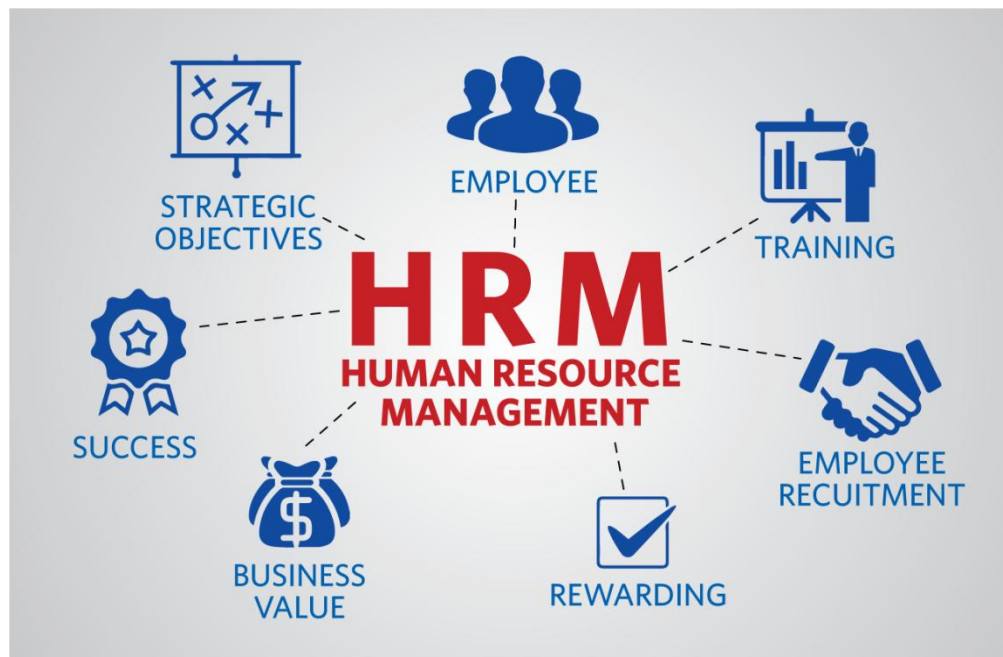 STRATEGIC
OBJECTIVES
EMPLOYEE
TRAINING
HRM
HUMAN RESOURCE
MANAGEMENT
SUCCESS
EMPLOYEE
RECUITMENT
$
BUSINESS
VALUE
REWARDING